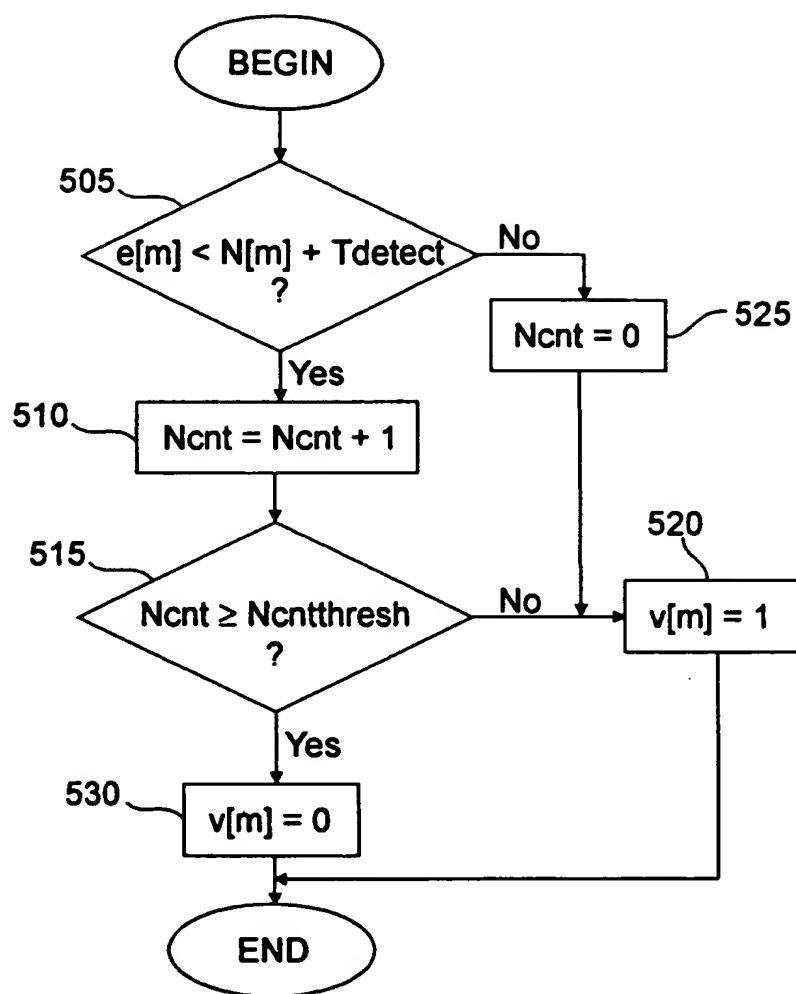 BEGIN
505
e[m] < N[m] + Tdetect
?
No
Ncnt = 0
525
Yes
510
Ncnt = Ncnt + 1
515
Ncnt ≥ Ncntthresh
?
No
520
v[m] = 1
Yes
530
v[m] = 0
END